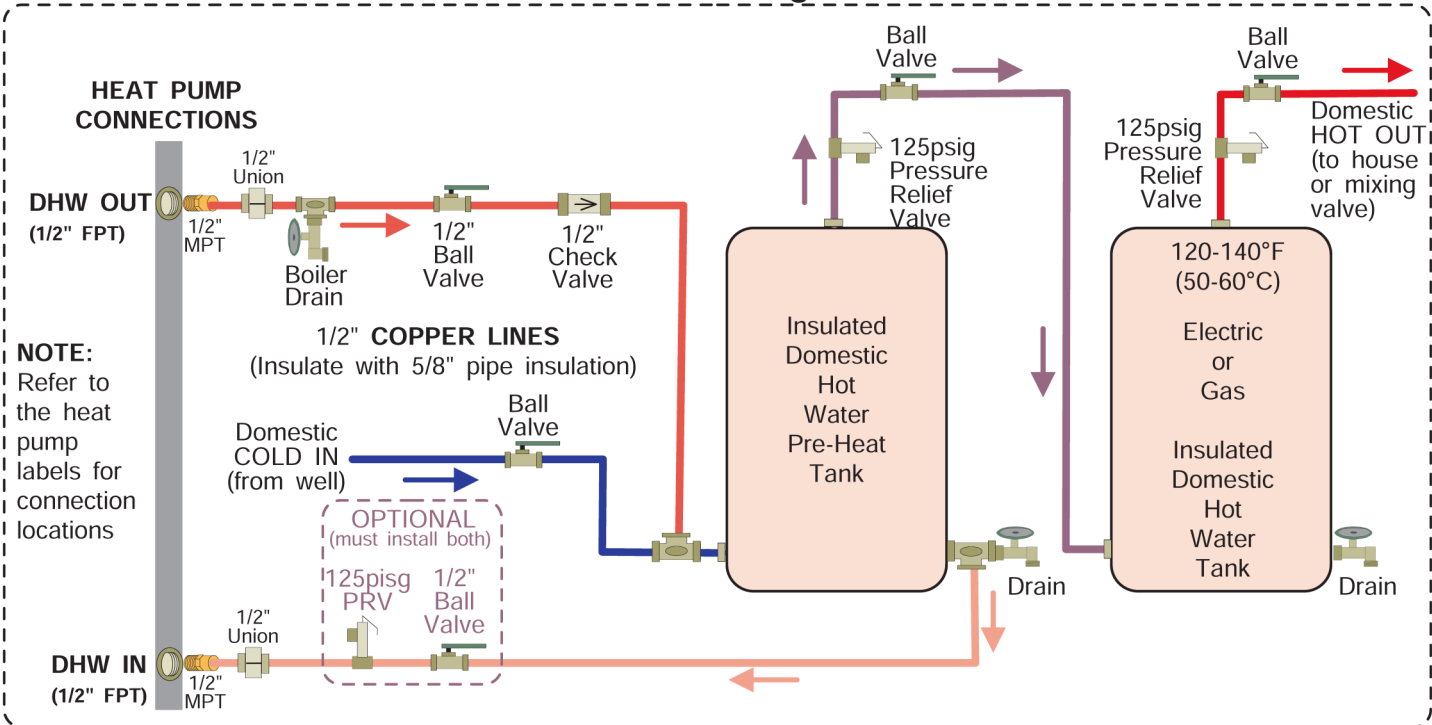 HEAT PUMP
CONNECTIONS
DHW OUT
(1/2" FPT)
1/2"
MPT
1/2"
Union
Boiler
Drain
1/2"
Ball
Valve
1/2"
Check
Valve
1/2" COPPER LINES
(Insulate with 5/8" pipe insulation)
NOTE:
Refer to
the heat
pump
labels for
connection
locations
Domestic
COLD IN
(from well)
Ball
Valve
OPTIONAL
(must install both)
125pisg
PRV
1/2"
Ball
Valve
1/2"
Union
DHW IN
(1/2" FPT)
1/2"
MPT
Ball
Valve
125psig
Pressure
Relief
Valve
Insulated
Domestic
Hot
Water
Pre-Heat
Tank
Drain
Ball
Valve
125psig
Pressure
Relief
Valve
Domestic
HOT OUT
(to house
or mixing
valve)
120-140°F
(50-60°C)
Electric
or
Gas
Insulated
Domestic
Hot
Water
Tank
Drain